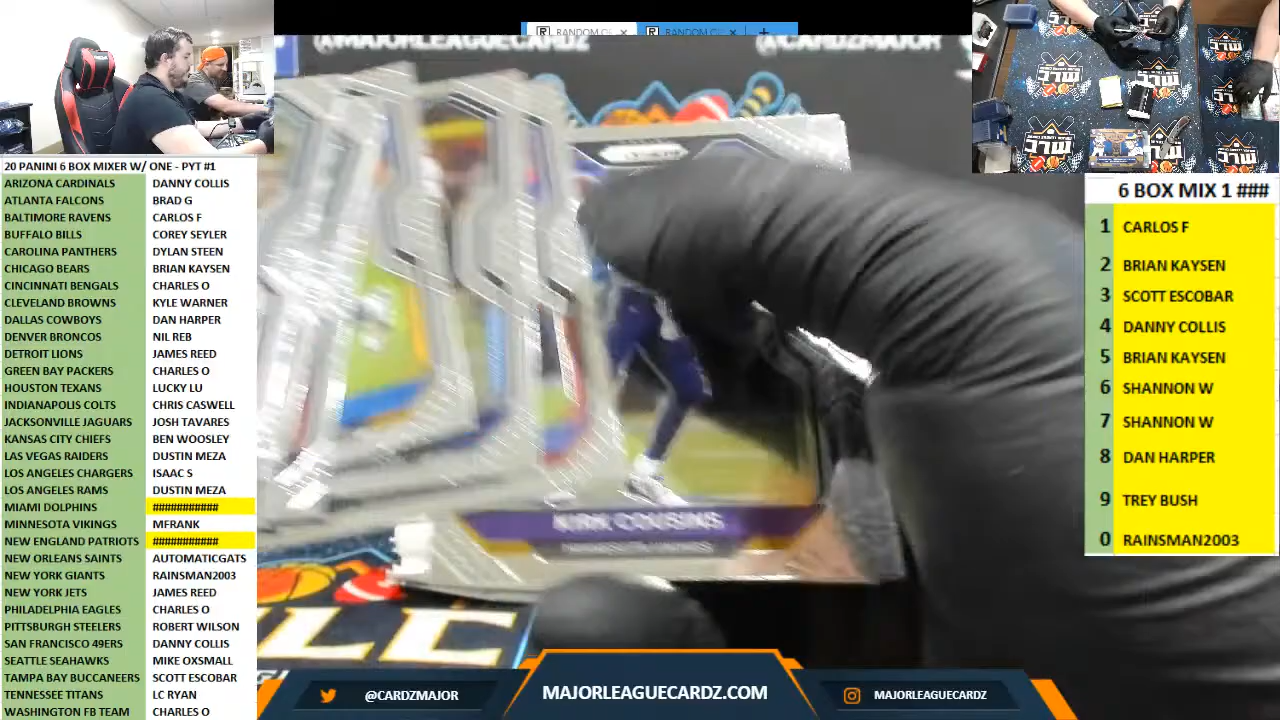 @MAJORLEAGUECARDZ
@CARDZMAJOR
20 PANINI 6 BOX MIXER W/ ONE - PYT #1
ARIZONA CARDINALS DANNY COLLIS
ATLANTA FALCONS BRAD G
BALTIMORE RAVENS CARLOS F
BUFFALO BILLS COREY SEYLER
CAROLINA PANTHERS DYLAN STEEN
CHICAGO BEARS BRIAN KAYSEN
CINCINNATI BENGALS CHARLES O
CLEVELAND BROWNS KYLE WARNER
DALLAS COWBOYS DAN HARPER
DENVER BRONCOS NIL REB
DETROIT LIONS JAMES REED
GREEN BAY PACKERS CHARLES O
HOUSTON TEXANS LUCKY LU
INDIANAPOLIS COLTS CHRIS CASWELL
JACKSONVILLE JAGUARS JOSH TAVARES
KANSAS CITY CHIEFS BEN WOOSLEY
LAS VEGAS RAIDERS DUSTIN MEZA
LOS ANGELES CHARGERS ISAAC S
LOS ANGELES RAMS DUSTIN MEZA
MIAMI DOLPHINS ###########
MINNESOTA VIKINGS MFRANK
NEW ENGLAND PATRIOTS ###########
NEW ORLEANS SAINTS AUTOMATICGATS
NEW YORK GIANTS RAINSMAN2003
NEW YORK JETS JAMES REED
PHILADELPHIA EAGLES CHARLES O
PITTSBURGH STEELERS ROBERT WILSON
SAN FRANCISCO 49ERS DANNY COLLIS
SEATTLE SEAHAWKS MIKE OXSMALL
TAMPA BAY BUCCANEERS SCOTT ESCOBAR
TENNESSEE TITANS LC RYAN
WASHINGTON FB TEAM CHARLES O
KIRK COUSINS
6 BOX MIX 1 ###
1 CARLOS F
2 BRIAN KAYSEN
3 SCOTT ESCOBAR
4 DANNY COLLIS
5 BRIAN KAYSEN
6 SHANNON W
7 SHANNON W
8 DAN HARPER
9 TREY BUSH
0 RAINSMAN2003
@CARDZMAJOR
MAJORLEAGUECARDZ.COM
MAJORLEAGUECARDZ